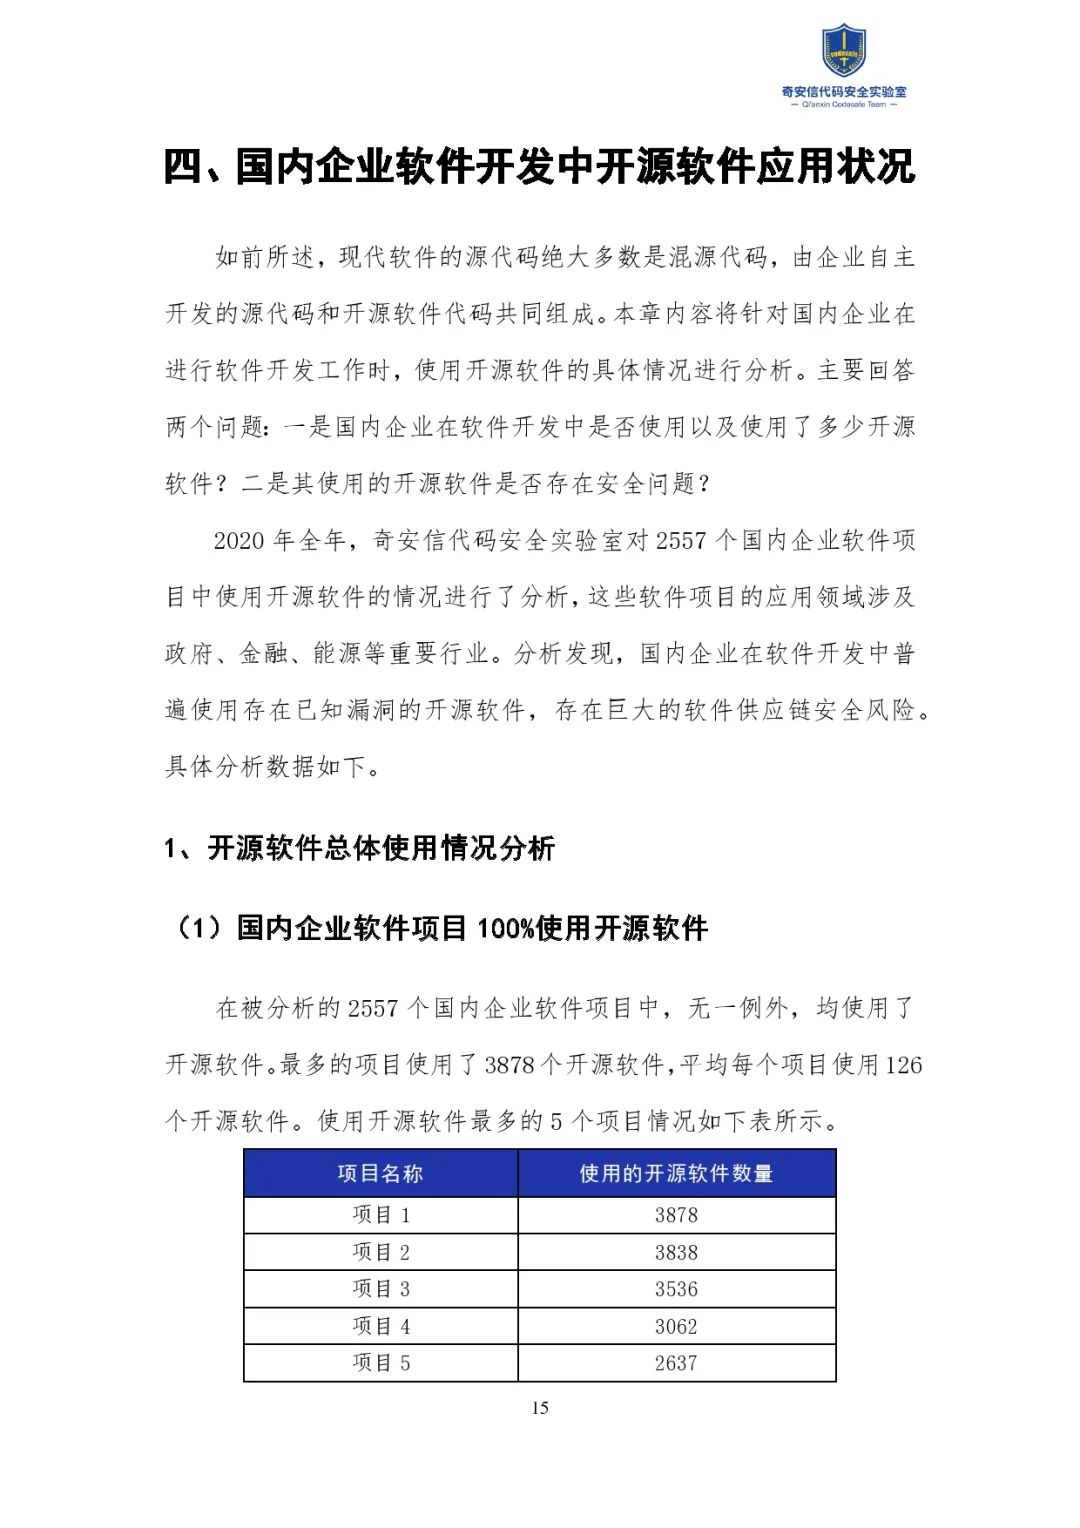 codesafe
奇安信代码安全实验室
Qianxin Codesafe Team
四、国内企业软件开发中开源软件应用状况
如前所述，现代软件的源代码绝大多数是混源代码，由企业自主
开发的源代码和开源软件代码共同组成。本章内容将针对国内企业在
进行软件开发工作时，使用开源软件的具体情况进行分析。主要回答
两个问题：一是国内企业在软件开发中是否使用以及使用了多少开源
软件？二是其使用的开源软件是否存在安全问题？
2020 年全年，奇安信代码安全实验室对 2557 个国内企业软件项
目中使用开源软件的情况进行了分析，这些软件项目的应用领域涉及
政府、金融、能源等重要行业。分析发现，国内企业在软件开发中普
遍使用存在已知漏洞的开源软件，存在巨大的软件供应链安全风险。
具体分析数据如下。
1、开源软件总体使用情况分析
（1）国内企业软件项目 100%使用开源软件
在被分析的 2557 个国内企业软件项目中，无一例外，均使用了
开源软件。最多的项目使用了 3878 个开源软件，平均每个项目使用 126
个开源软件。使用开源软件最多的 5 个项目情况如下表所示。
项目名称 使用的开源软件数量
项目 1 3878
项目 2 3838
项目 3 3536
项目 4 3062
项目 5 2637
15